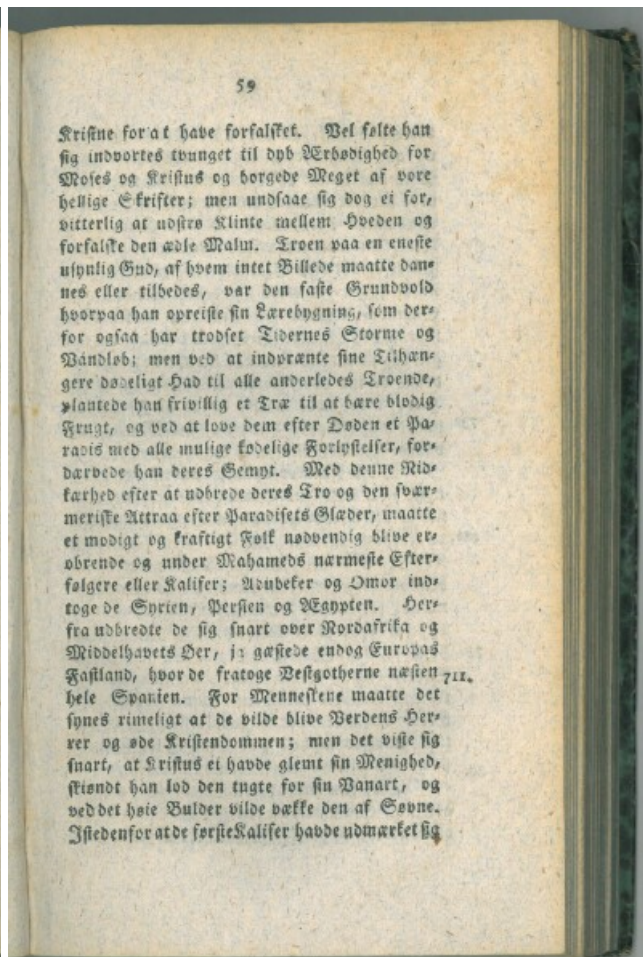 59
Kristne for at have forfalsket. Vel følte han
sig indvortes tvunget til dyb Ærbødighed for
Moses og Kristus og borgede Meget af vore
hellige Skrifter; men undsaae sig dog ei for,
vitterlig at udstrø Klinte mellem Hveden og
forfalske den ædle Malm. Troen paa en eneste
usynlig Gud, af hvem intet Billede maatte dan-
nes eller tilbedes, var den faste Grundvold
hvorpaa han opreiste sin Lærebygning, som der-
for ogsaa har trodset Tidernes Storme og
Vandløb; men ved at indprænte sine Tilhæn-
gere dødeligt Had til alle anderledes Troende,
plantede han frivillig et Træ til at bære blodig
Frugt, og ved at love dem efter Døden et Pa-
radis med alle mulige kødelige Forlystelser, for-
dærvede han deres Gemyt. Med denne Nid-
kærhed efter at udbrede deres Tro og den svær-
meriske Attraa efter Paradisets Glæder, maatte
et modigt og kraftigt Folk nødvendig blive er-
obrende og under Mahameds nærmeste Efter-
følgere eller Kalifer; Abubeker og Omor ind-
toge de Syrien, Persien og Ægypten. Her-
fra udbredte de sig snart over Nordafrika og
Middelhavets Øer, ja gæstede endog Europas
Fastland, hvor de fratoge Vestgotherne næsten 711.
hele Spanien. For Menneskene maatte det
synes rimeligt at de vilde blive Verdens Her-
rer og øde Kristendommen; men det viste sig
snart, at Kristus ei havde glemt sin Menighed,
skiøndt han lod den tugte for sin Vanart, og
ved det høie Bulder vilde vække den af Søvne.
Istedenfor at de første Kalifer havde udmærket sig